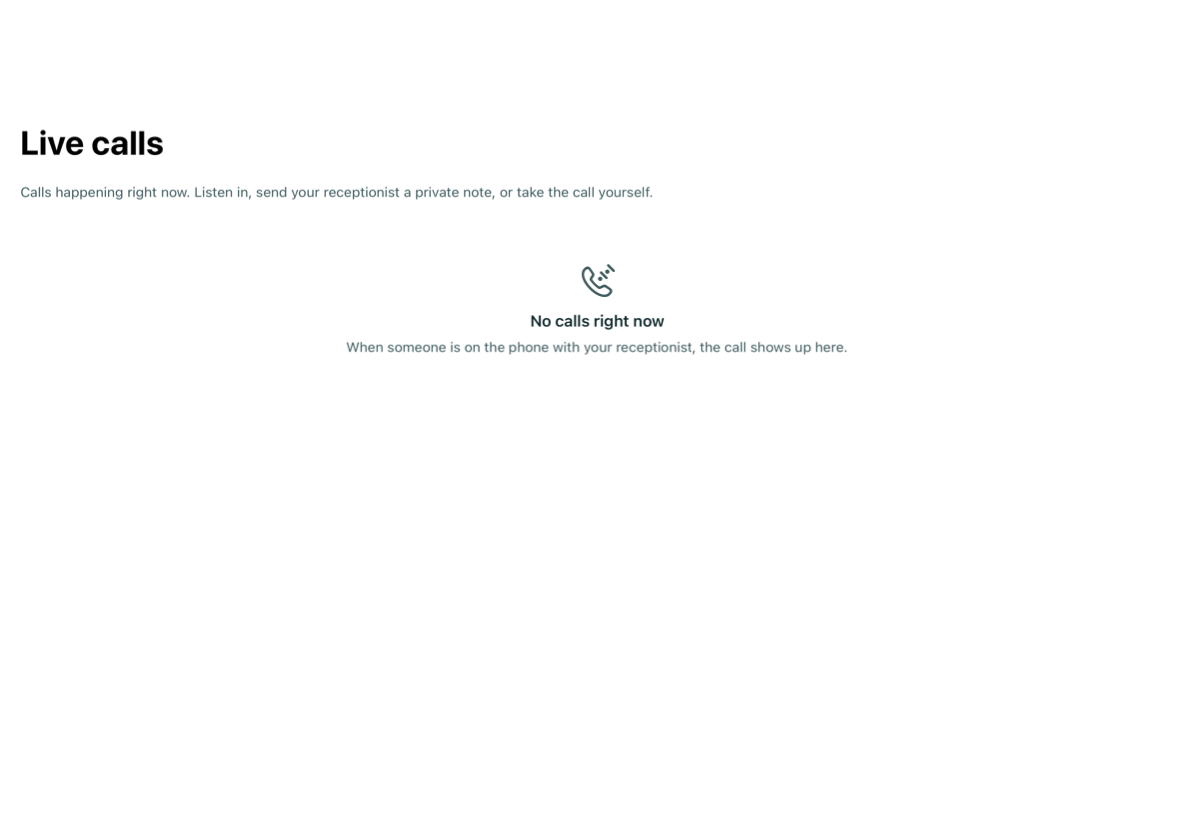 Live calls
Calls happening right now. Listen in, send your receptionist a private note, or take the call yourself.
No calls right now
When someone is on the phone with your receptionist, the call shows up here.